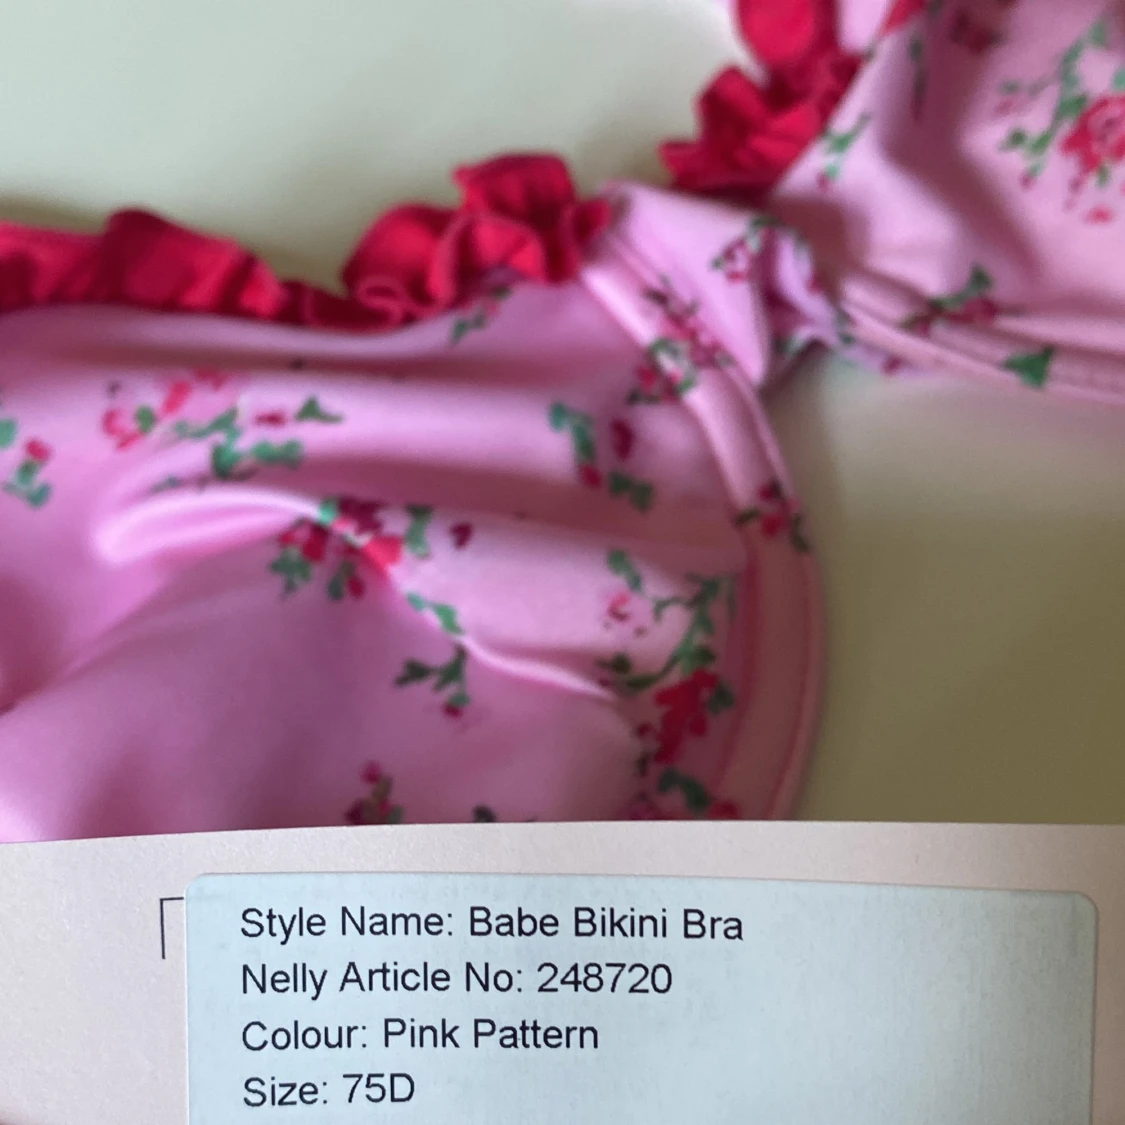 Style Name: Babe Bikini Bra
Nelly Article No: 248720
Colour: Pink Pattern
Size: 75D